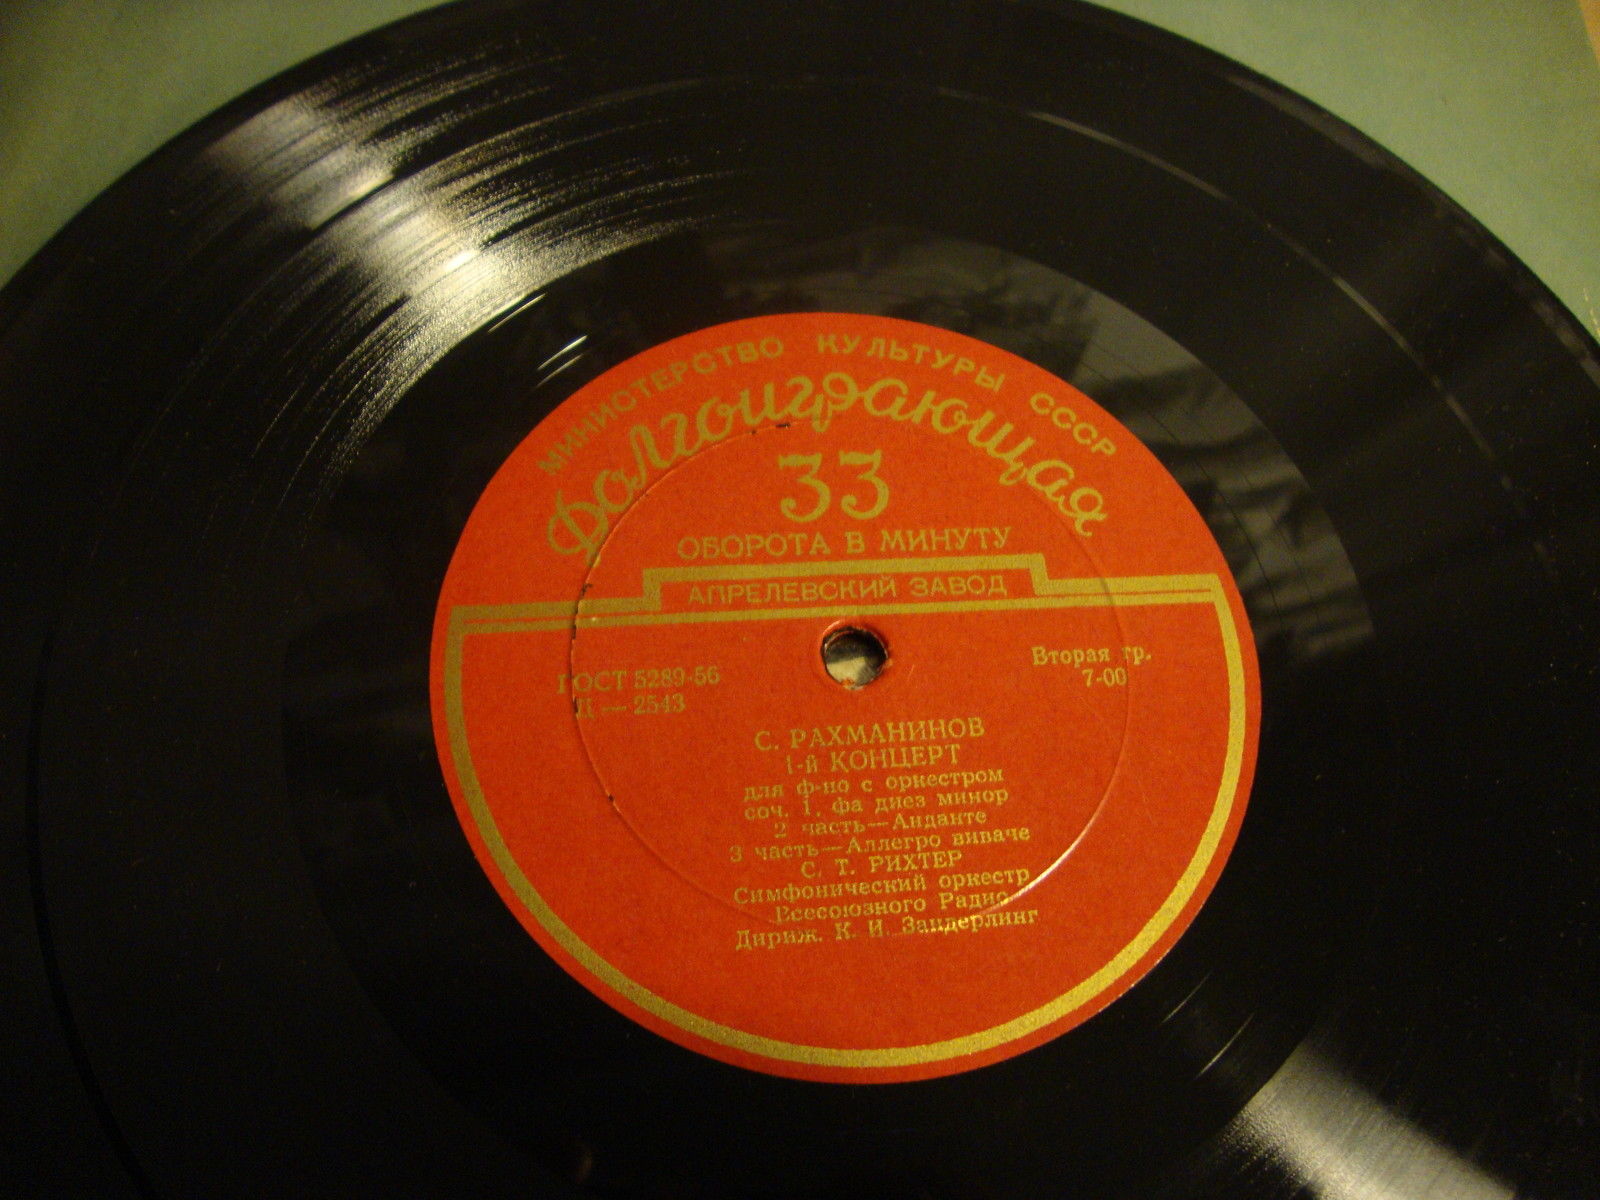 МИНИСТЕРСТВО КУЛЬТУРЫ СССР
Долгоиграющая
33
ОБОРОТА В МИНУТУ
АПРЕЛЕВСКИЙ ЗАВОД
ГОСТ 5289-56
Д — 2543
Вторая гр.
7-00
С. РАХМАНИНОВ
1-й КОНЦЕРТ
для ф-но с оркестром
соч. 1, фа диез минор
2 часть—Анданте
3 часть—Аллегро виваче
С. Т. РИХТЕР
Симфонический оркестр
Всесоюзного Радио
Дириж. К. И. Зандерлинг